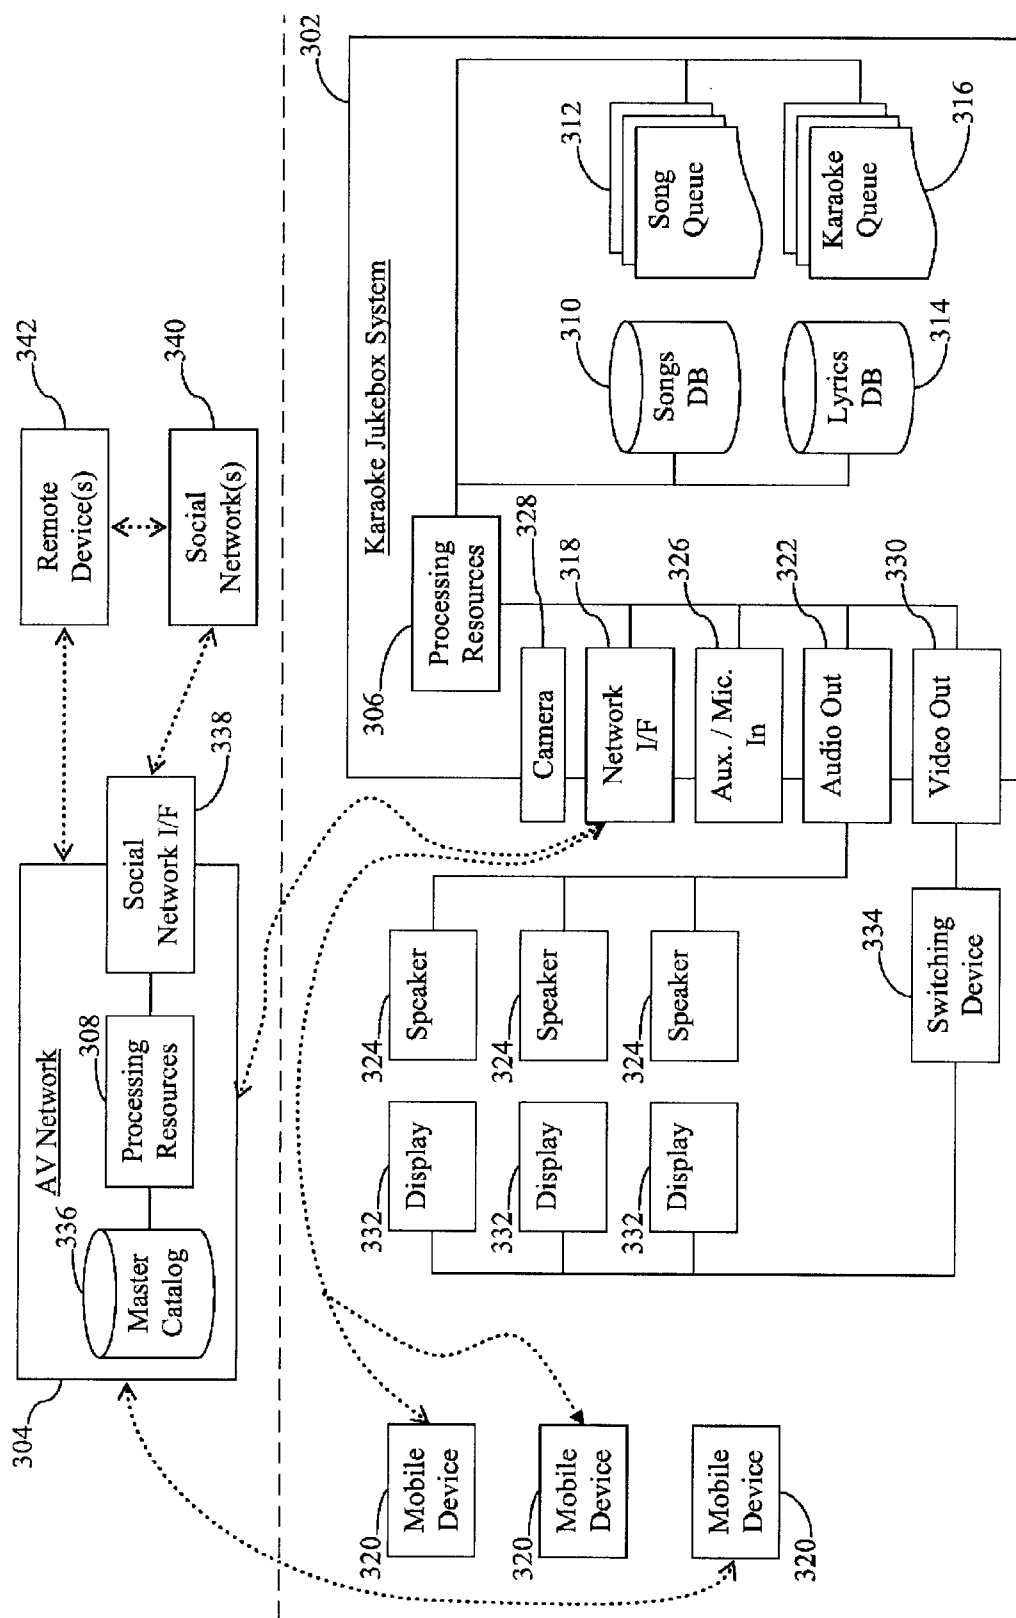 304
AV Network
336
Master
Catalog
308
Processing
Resources
Social
Network I/F
338
Remote
Device(s)
342
Social
Network(s)
340
320
Mobile
Device
320
Mobile
Device
Mobile
Device
320
332
Display
332
Display
332
Display
324
Speaker
324
Speaker
324
Speaker
Switching
Device
334
302
Karaoke Jukebox System
306
Processing
Resources
Camera
328
Network
I/F
318
Aux. / Mic.
In
326
Audio Out
322
Video Out
330
310
Songs
DB
312
Song
Queue
Lyrics
DB
314
Karaoke
Queue
316